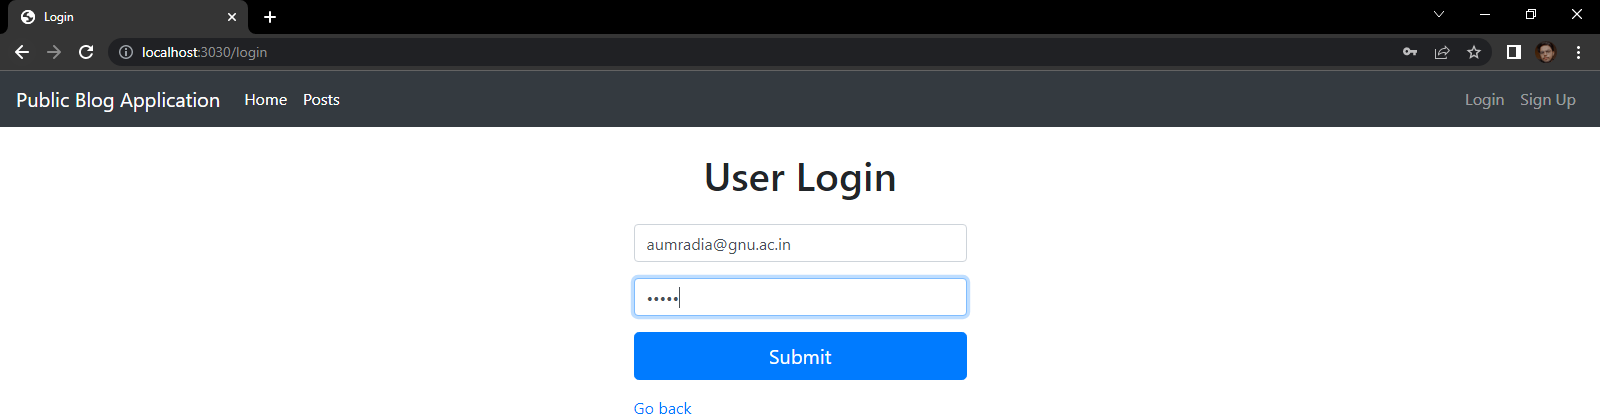 Login
localhost:3030/login
Public Blog Application Home Posts Login Sign Up
User Login
aumradia@gnu.ac.in
•••••
Submit
Go back